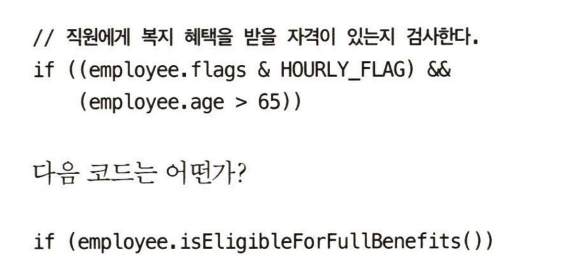 // 직원에게 복지 혜택을 받을 자격이 있는지 검사한다.
if ((employee.flags & HOURLY_FLAG) &&
    (employee.age > 65))
다음 코드는 어떤가?
if (employee.isEligibleForFullBenefits())